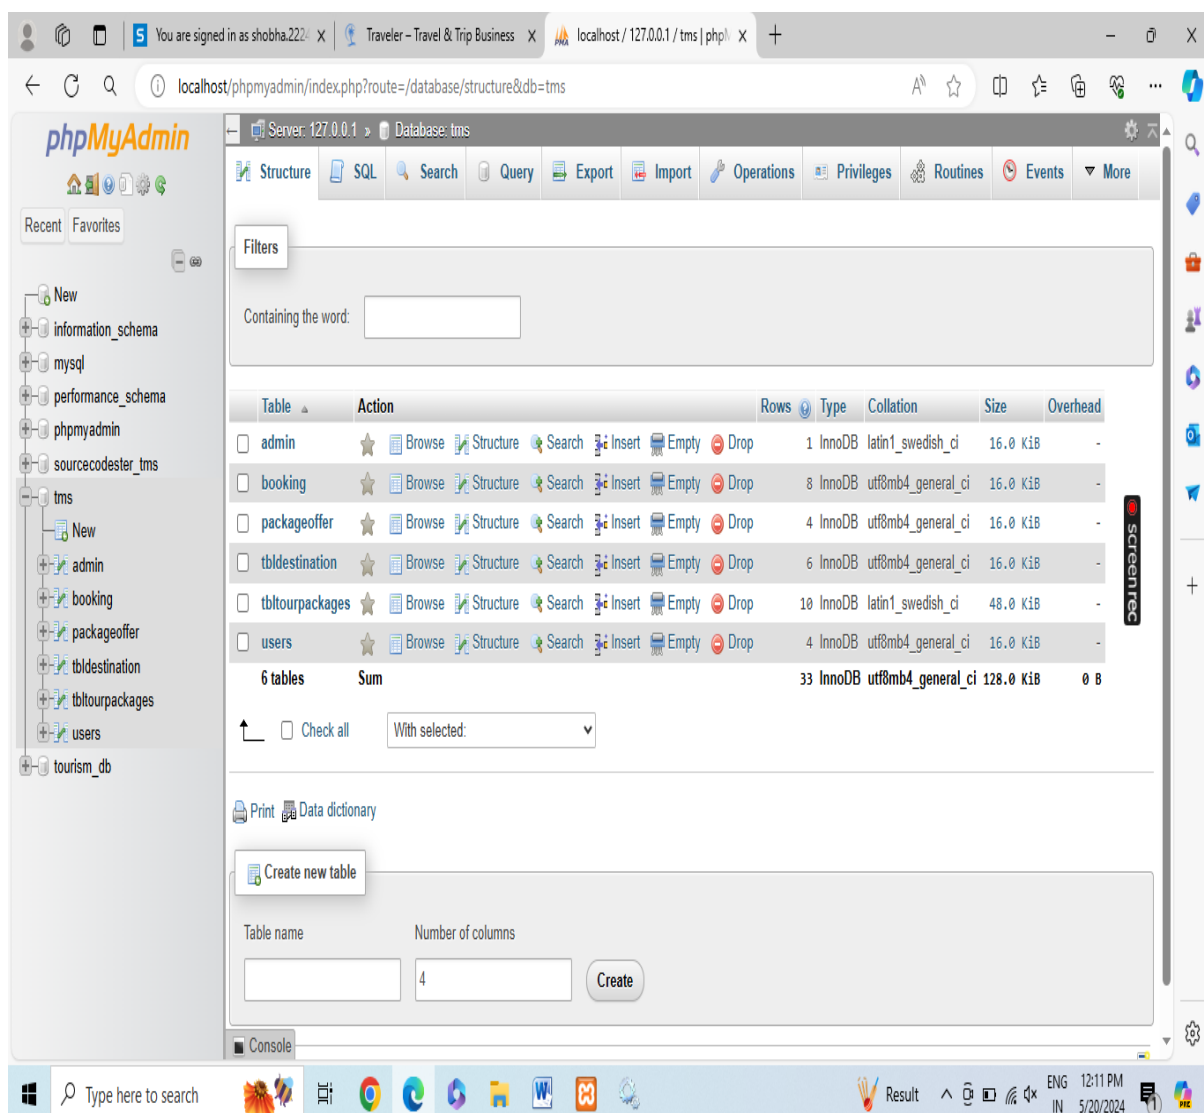 You are signed in as shobha.2224
Traveler – Travel & Trip Business
localhost / 127.0.0.1 / tms | phpM
localhost/phpmyadmin/index.php?route=/database/structure&db=tms
phpMyAdmin
Recent Favorites
New
information_schema
mysql
performance_schema
phpmyadmin
sourcecodester_tms
tms
New
admin
booking
packageoffer
tbldestination
tbltourpackages
users
tourism_db
Server: 127.0.0.1 » Database: tms
Structure SQL Search Query Export Import Operations Privileges Routines Events More
Filters
Containing the word:
Table Action Rows Type Collation Size Overhead
admin Browse Structure Search Insert Empty Drop 1 InnoDB latin1_swedish_ci 16.0 KiB -
booking Browse Structure Search Insert Empty Drop 8 InnoDB utf8mb4_general_ci 16.0 KiB -
packageoffer Browse Structure Search Insert Empty Drop 4 InnoDB utf8mb4_general_ci 16.0 KiB -
tbldestination Browse Structure Search Insert Empty Drop 6 InnoDB utf8mb4_general_ci 16.0 KiB -
tbltourpackages Browse Structure Search Insert Empty Drop 10 InnoDB latin1_swedish_ci 48.0 KiB -
users Browse Structure Search Insert Empty Drop 4 InnoDB utf8mb4_general_ci 16.0 KiB -
6 tables Sum 33 InnoDB utf8mb4_general_ci 128.0 KiB 0 B
Check all With selected:
Print Data dictionary
Create new table
Table name Number of columns
4 Create
Console
screenrec
Type here to search
Result
ENG
IN
12:11 PM
5/20/2024